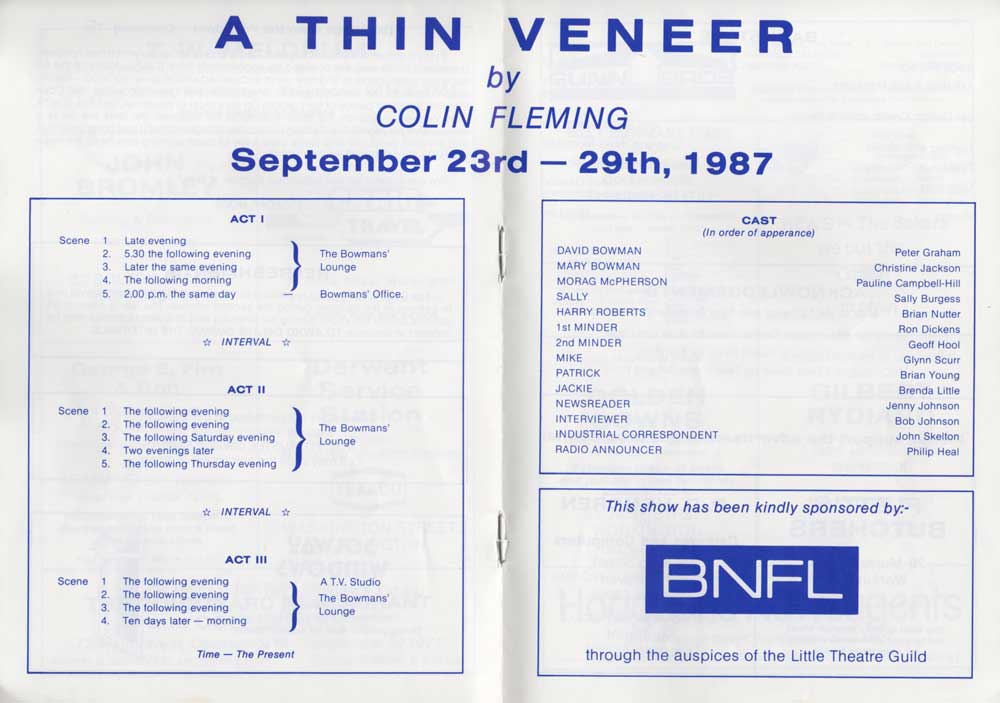 A THIN VENEER
by
COLIN FLEMING
September 23rd — 29th, 1987
ACT I
Scene 1 Late evening
2. 5.30 the following evening
3. Later the same evening
4. The following morning
The Bowmans'
Lounge
5. 2.00 p.m. the same day — Bowmans' Office.
☆ INTERVAL ☆
ACT II
Scene 1 The following evening
2. The following evening
3. The following Saturday evening
4. Two evenings later
5. The following Thursday evening
The Bowmans'
Lounge
☆ INTERVAL ☆
ACT III
Scene 1 The following evening
2. The following evening
3. The following evening
4. Ten days later — morning
A T.V. Studio
The Bowmans'
Lounge
Time — The Present
CAST
(In order of apperance)
DAVID BOWMAN Peter Graham
MARY BOWMAN Christine Jackson
MORAG McPHERSON Pauline Campbell-Hill
SALLY Sally Burgess
HARRY ROBERTS Brian Nutter
1st MINDER Ron Dickens
2nd MINDER Geoff Hool
MIKE Glynn Scurr
PATRICK Brian Young
JACKIE Brenda Little
NEWSREADER Jenny Johnson
INTERVIEWER Bob Johnson
INDUSTRIAL CORRESPONDENT John Skelton
RADIO ANNOUNCER Philip Heal
This show has been kindly sponsored by:-
BNFL
through the auspices of the Little Theatre Guild